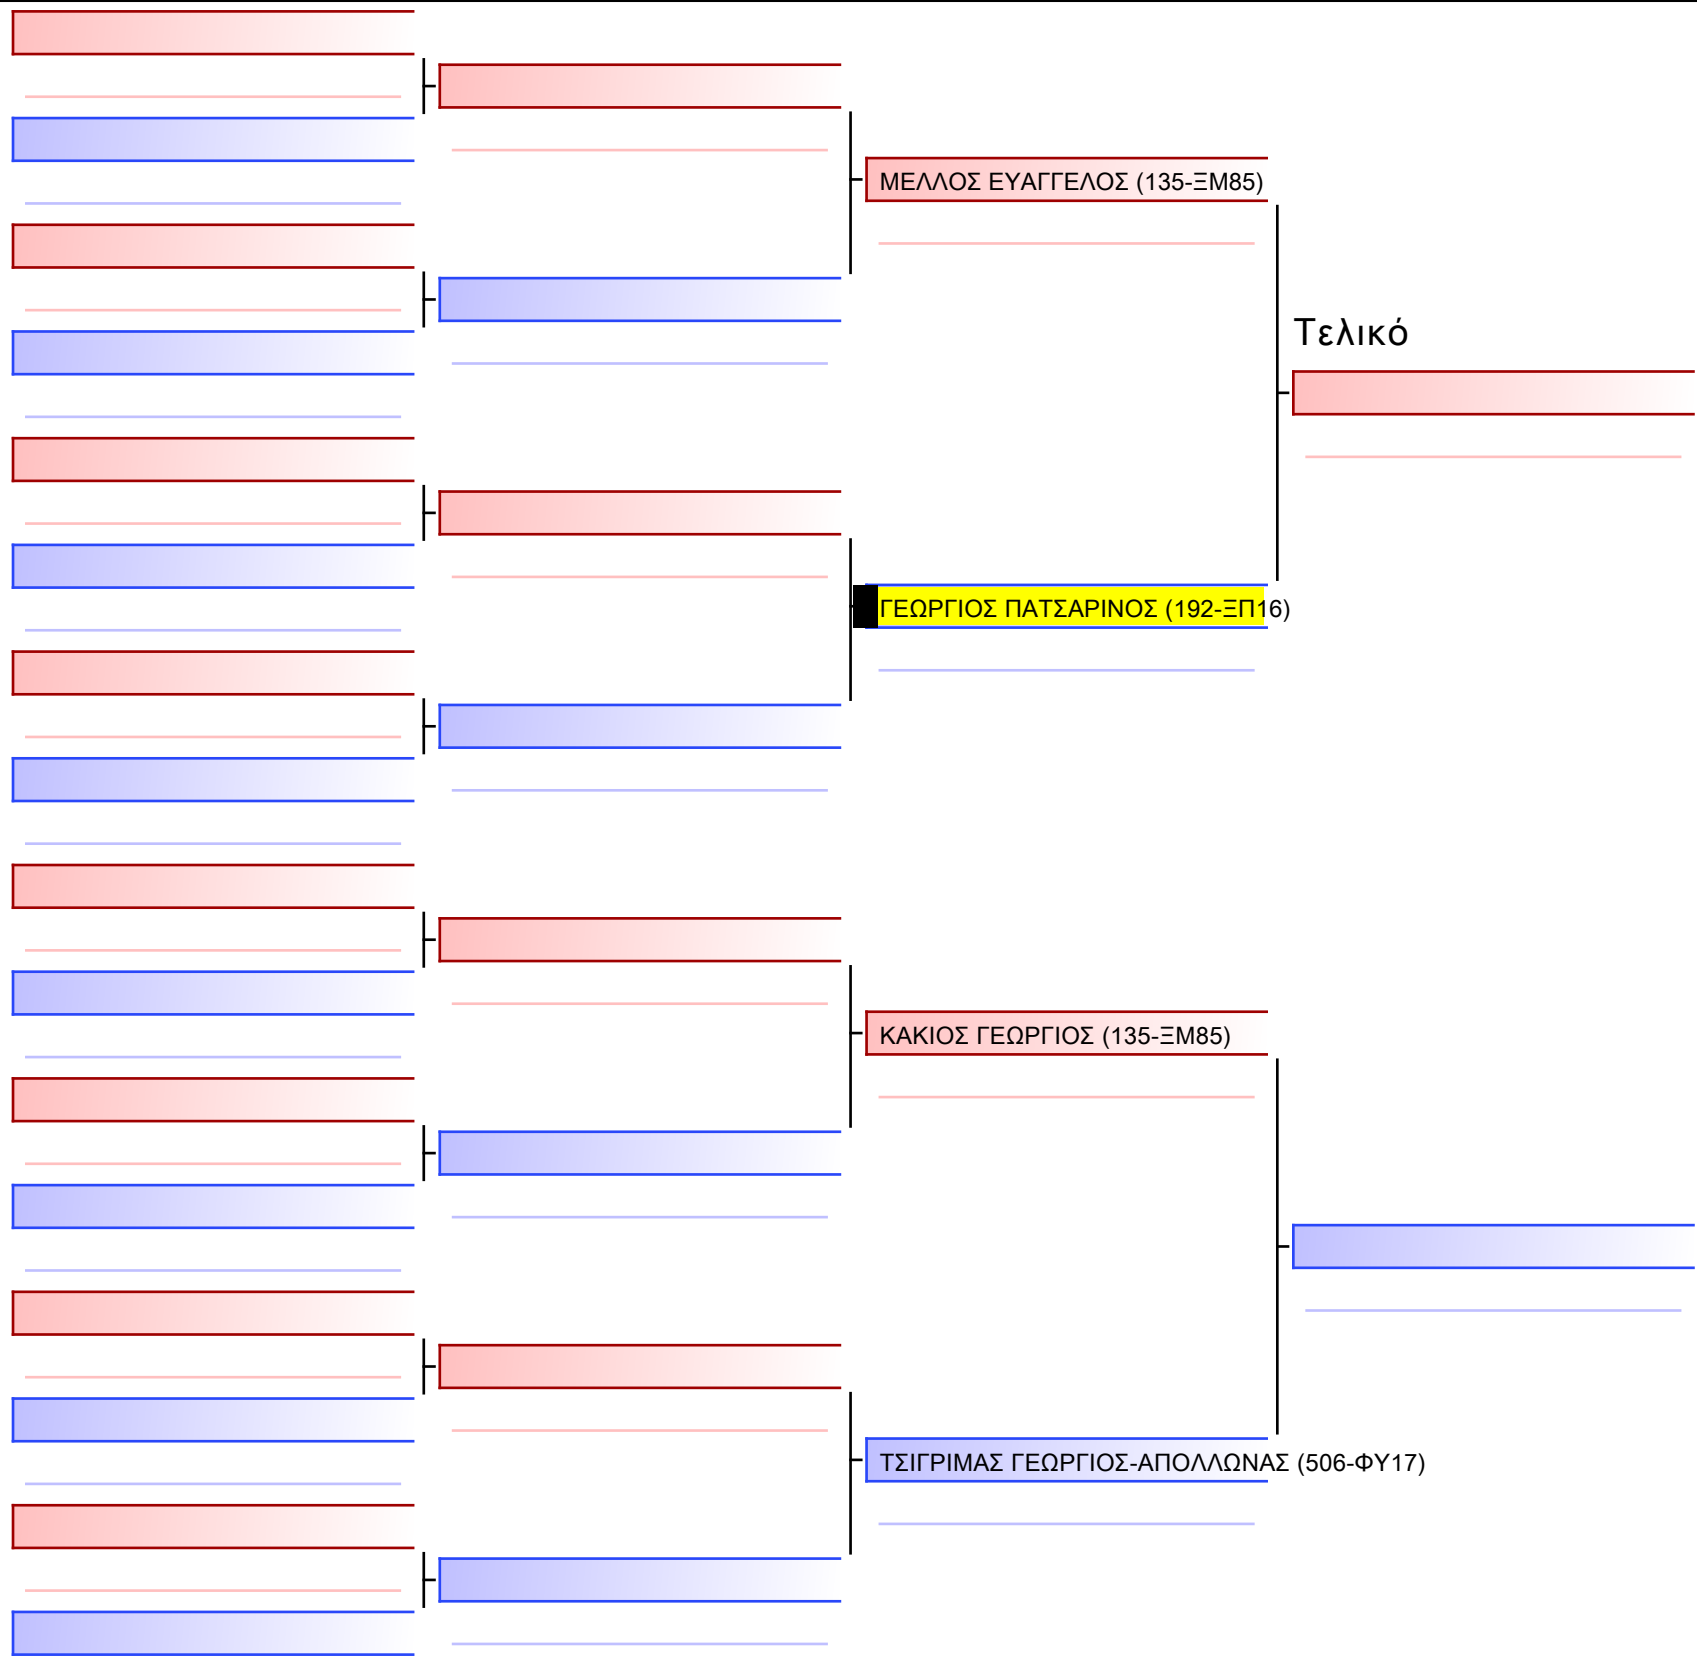 ΜΕΛΛΟΣ ΕΥΑΓΓΕΛΟΣ (135-ΞΜ85)
Τελικό
ΓΕΩΡΓΙΟΣ ΠΑΤΣΑΡΙΝΟΣ (192-ΞΠ16)
ΚΑΚΙΟΣ ΓΕΩΡΓΙΟΣ (135-ΞΜ85)
ΤΣΙΓΡΙΜΑΣ ΓΕΩΡΓΙΟΣ-ΑΠΟΛΛΩΝΑΣ (506-ΦΥ17)